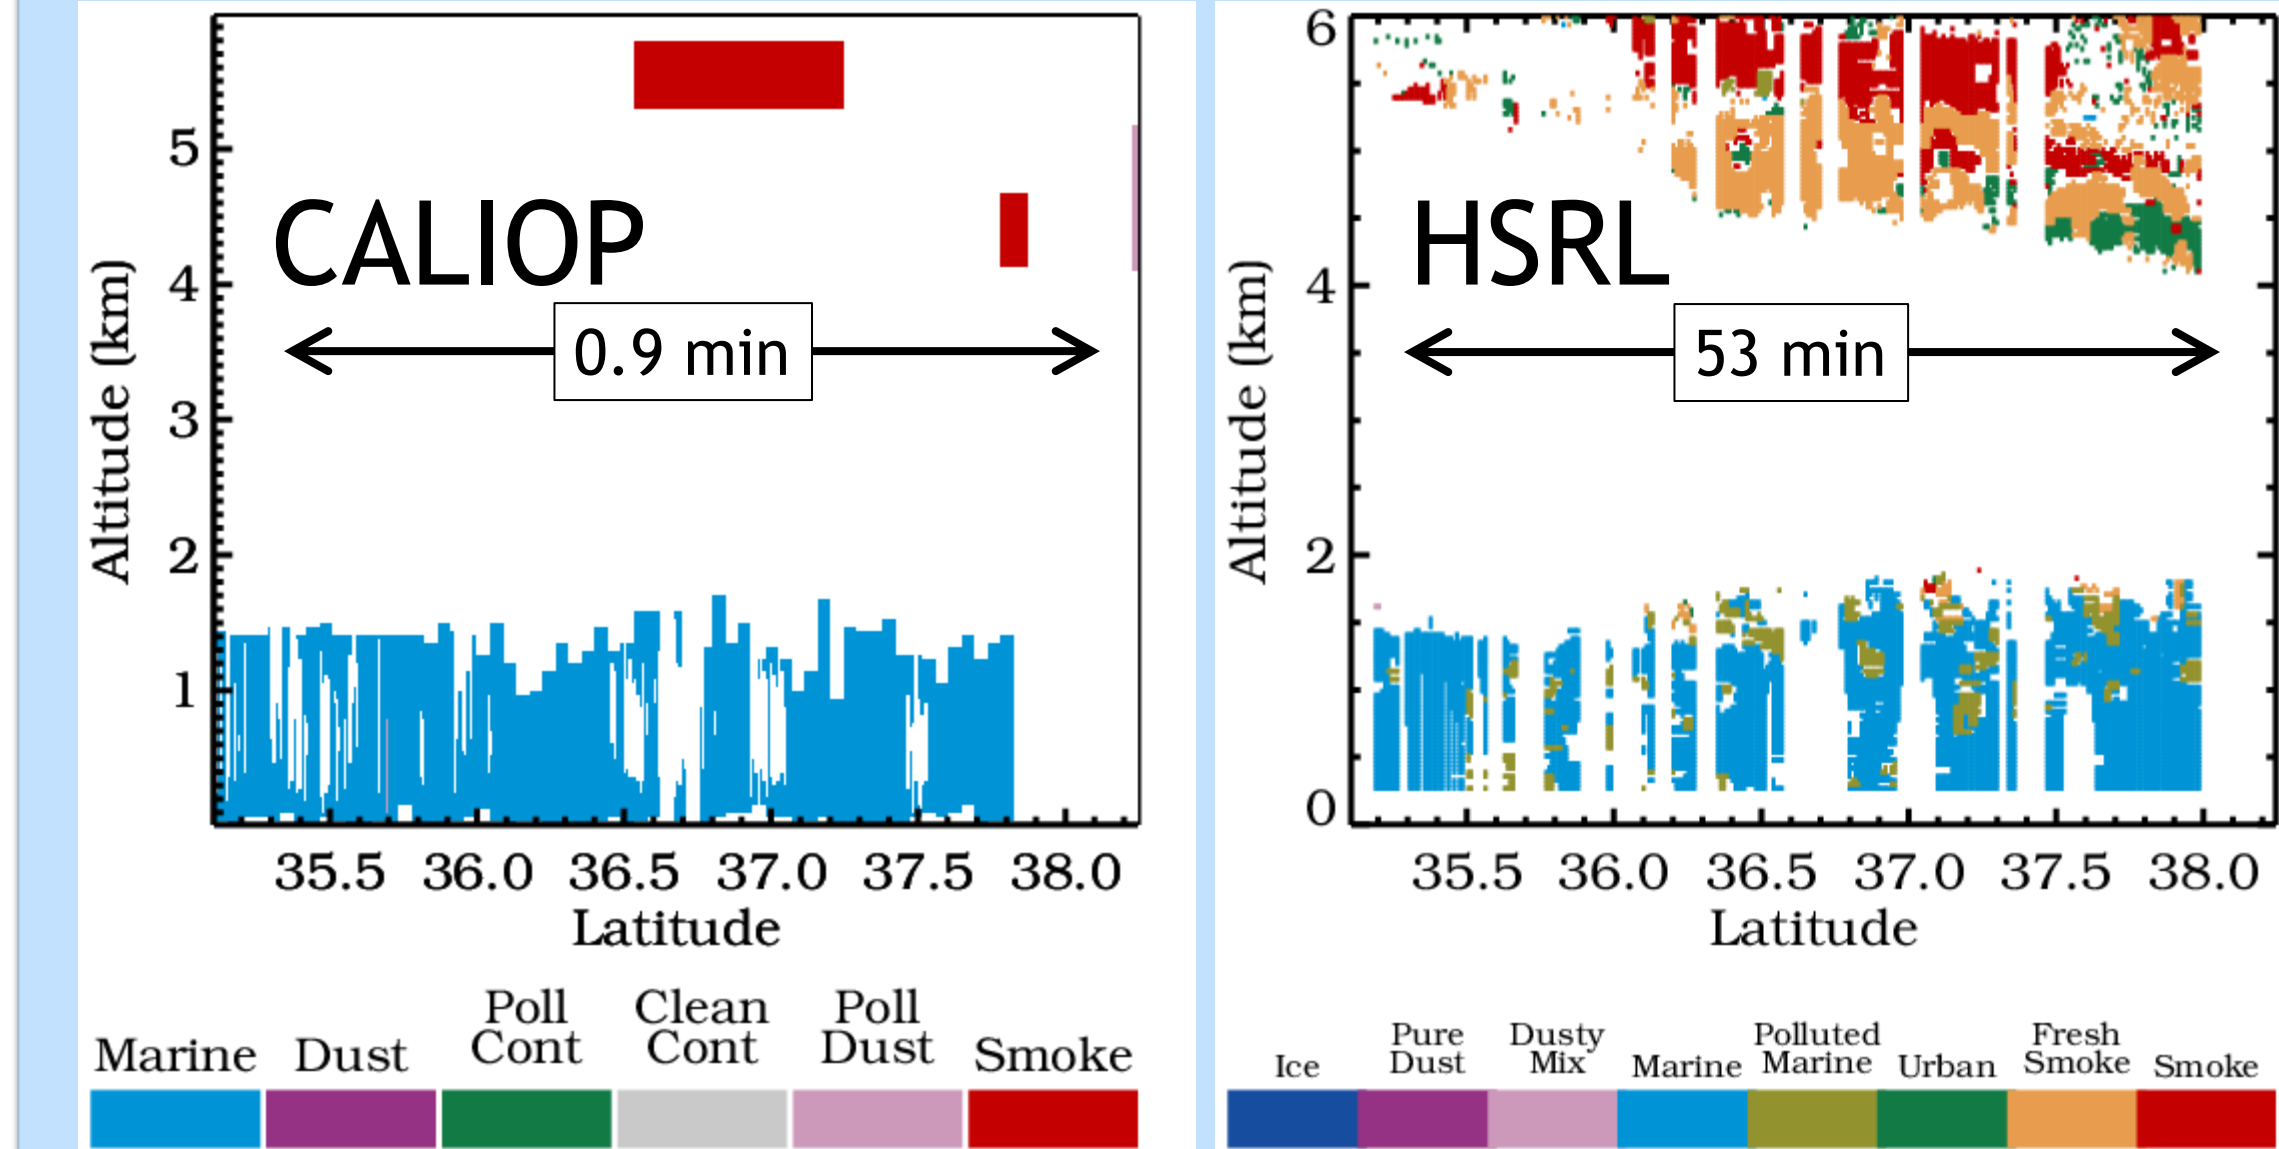 CALIOP
0.9 min
Altitude (km)
5
4
3
2
1
35.5 36.0 36.5 37.0 37.5 38.0
Latitude
Marine
Dust
Poll
Cont
Clean
Cont
Poll
Dust
Smoke
HSRL
53 min
Altitude (km)
6
4
2
0
35.5 36.0 36.5 37.0 37.5 38.0
Latitude
Ice
Pure
Dust
Dusty
Mix
Marine
Polluted
Marine
Urban
Fresh
Smoke
Smoke